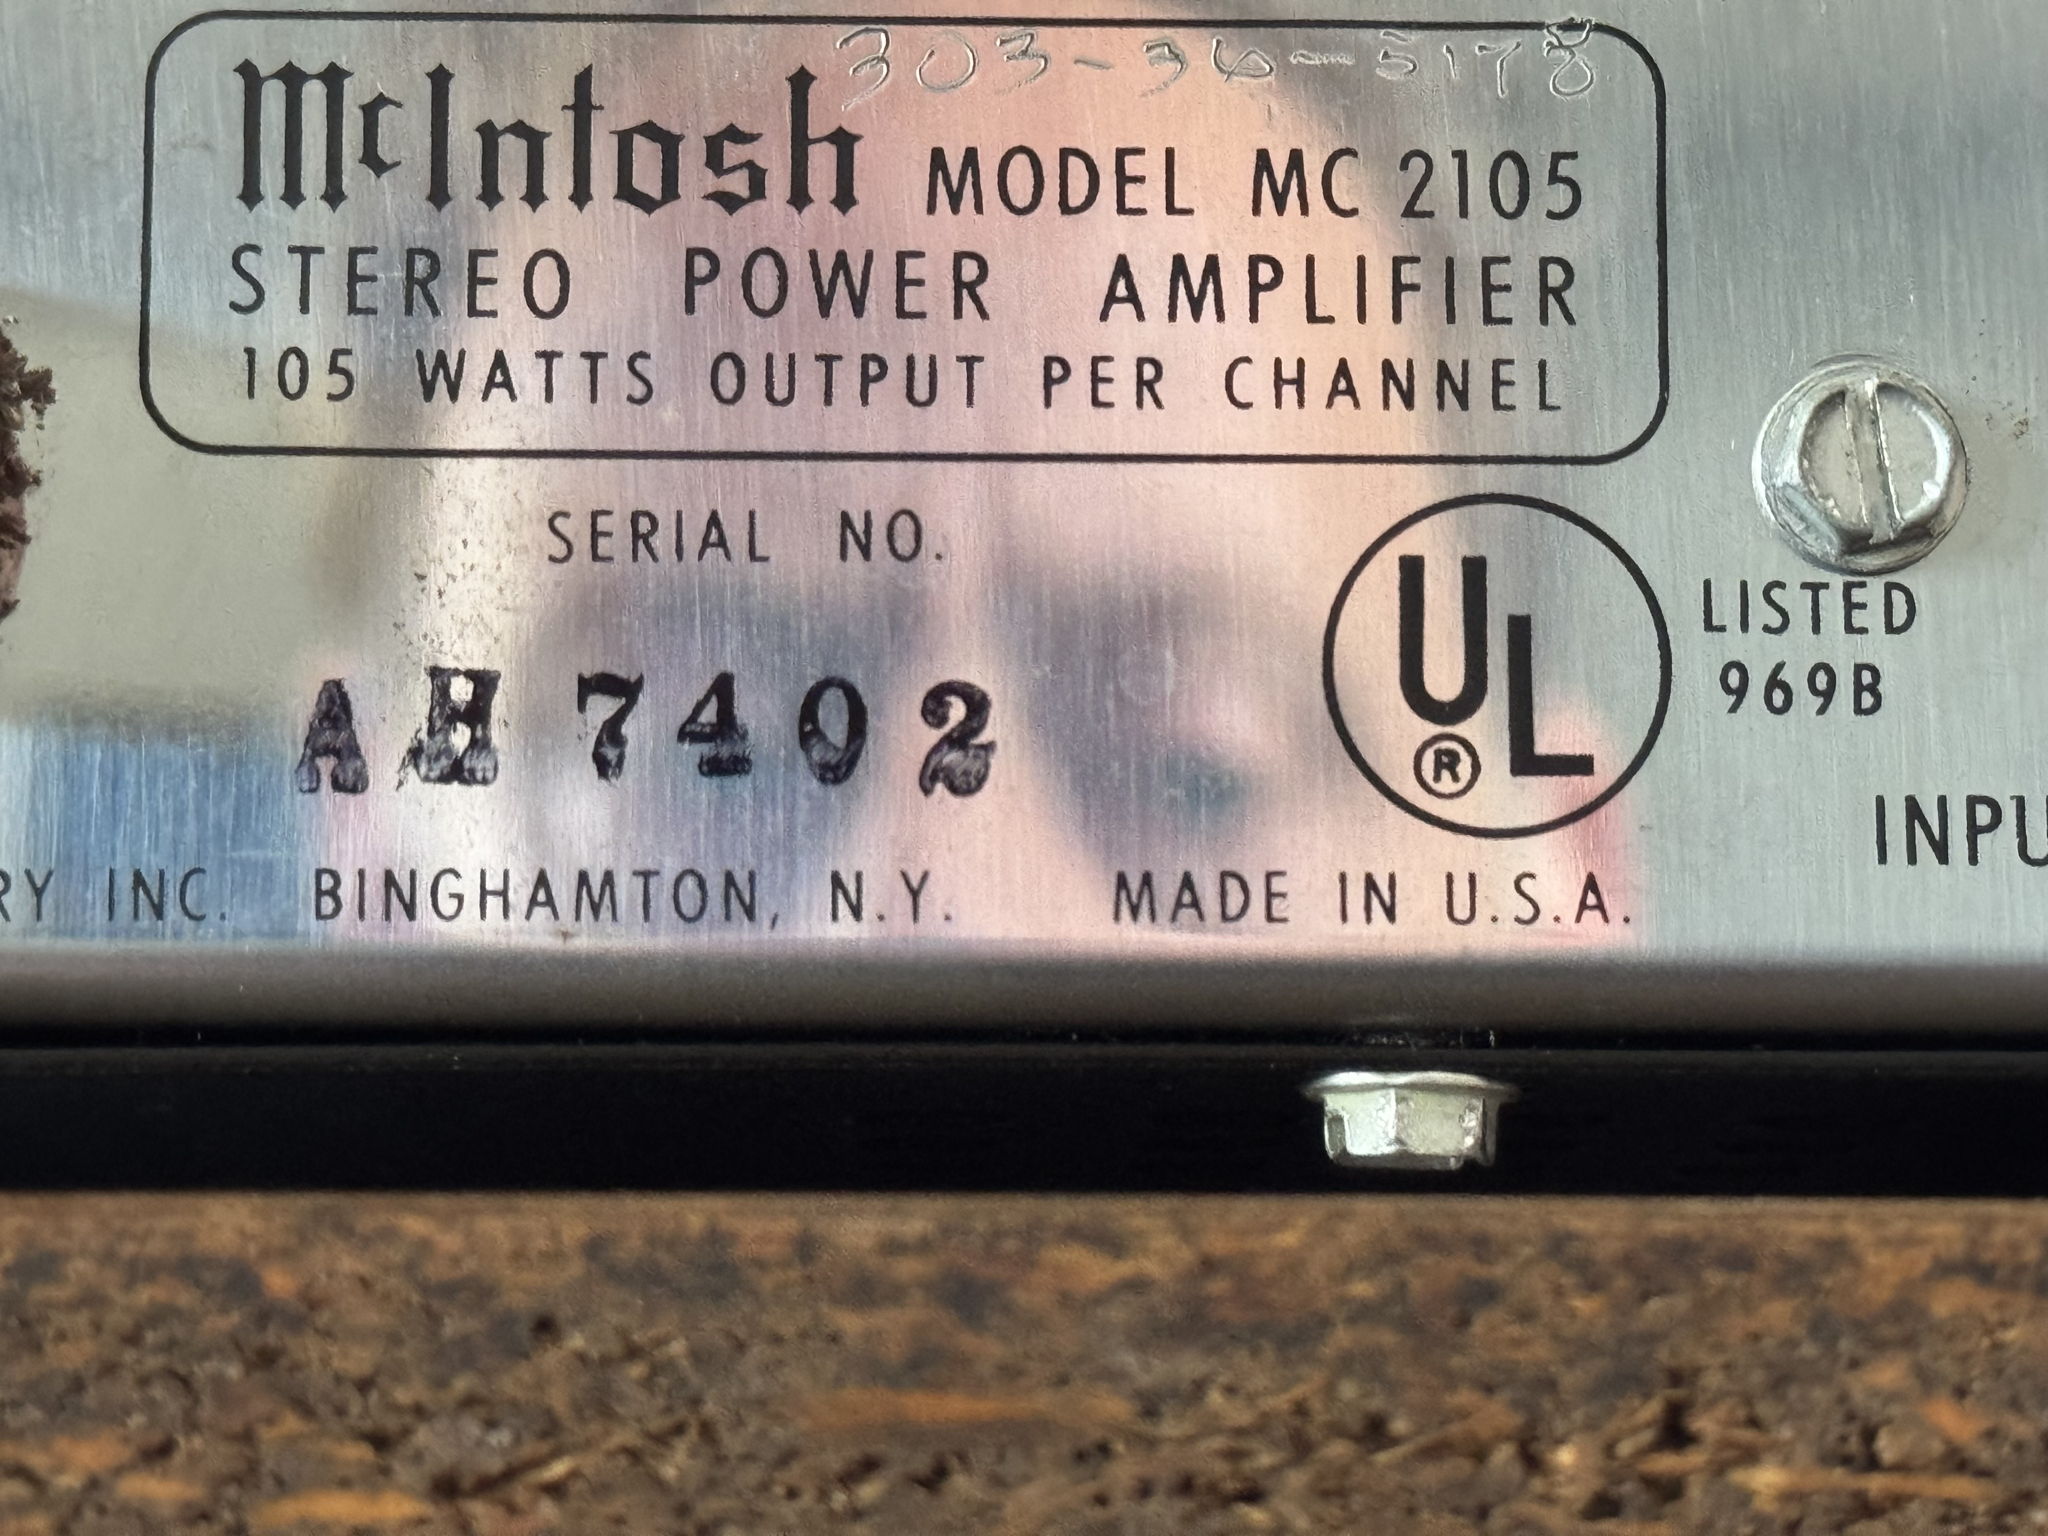 303-36-5178
McIntosh MODEL MC 2105
STEREO POWER AMPLIFIER
105 WATTS OUTPUT PER CHANNEL
SERIAL NO.
UL
®
LISTED
969B
AH 7402
INPU
RY INC. BINGHAMTON, N.Y. MADE IN U.S.A.